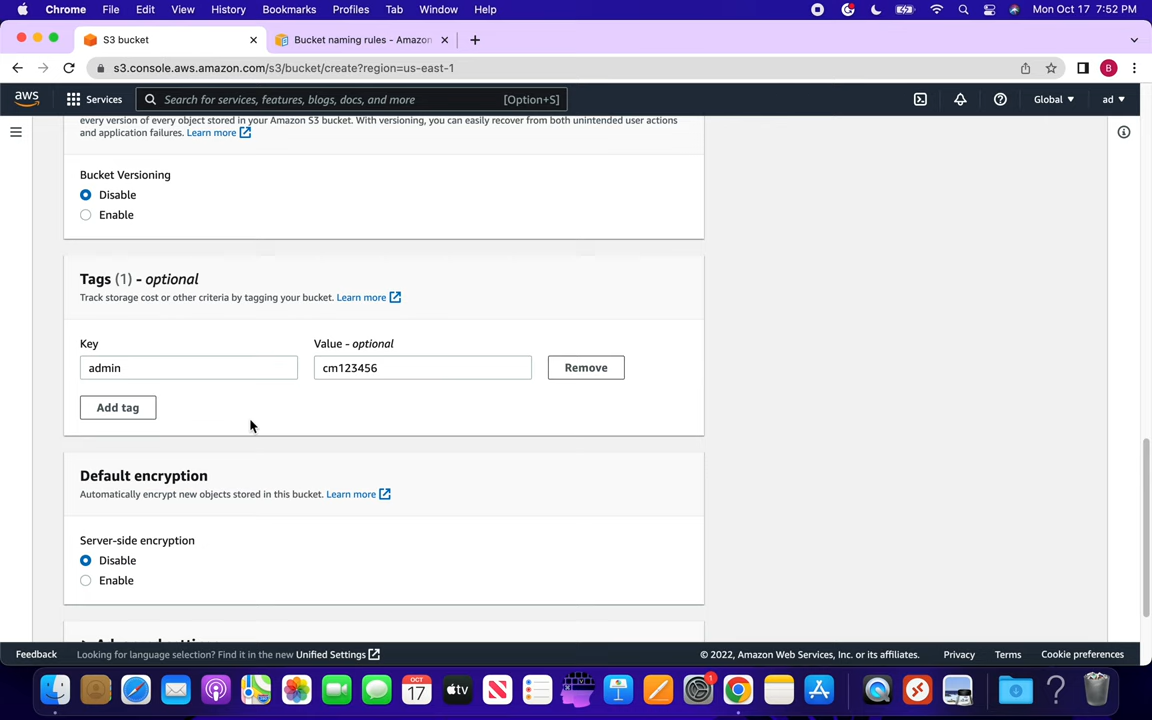 Chrome File Edit View History Bookmarks Profiles Tab Window Help Mon Oct 17 7:52 PM
S3 bucket Bucket naming rules - Amazon
s3.console.aws.amazon.com/s3/bucket/create?region=us-east-1 B
aws Services Search for services, features, blogs, docs, and more [Option+S] Global ad
every version of every object stored in your Amazon S3 bucket. With versioning, you can easily recover from both unintended user actions
and application failures. Learn more
Bucket Versioning
Disable
Enable
Tags (1) - optional
Track storage cost or other criteria by tagging your bucket. Learn more
Key Value - optional
admin cm123456 Remove
Add tag
Default encryption
Automatically encrypt new objects stored in this bucket. Learn more
Server-side encryption
Disable
Enable
Feedback Looking for language selection? Find it in the new Unified Settings © 2022, Amazon Web Services, Inc. or its affiliates. Privacy Terms Cookie preferences
OCT
17
tv
1